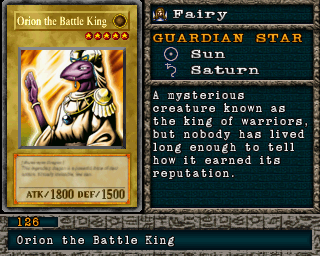 Orion the Battle King
ATK/1800 DEF/1500
Fairy
GUARDIAN STAR
Sun
Saturn
A mysterious
creature known as
the king of warriors,
but nobody has lived
long enough to tell
how it earned its
reputation.
126
Orion the Battle King